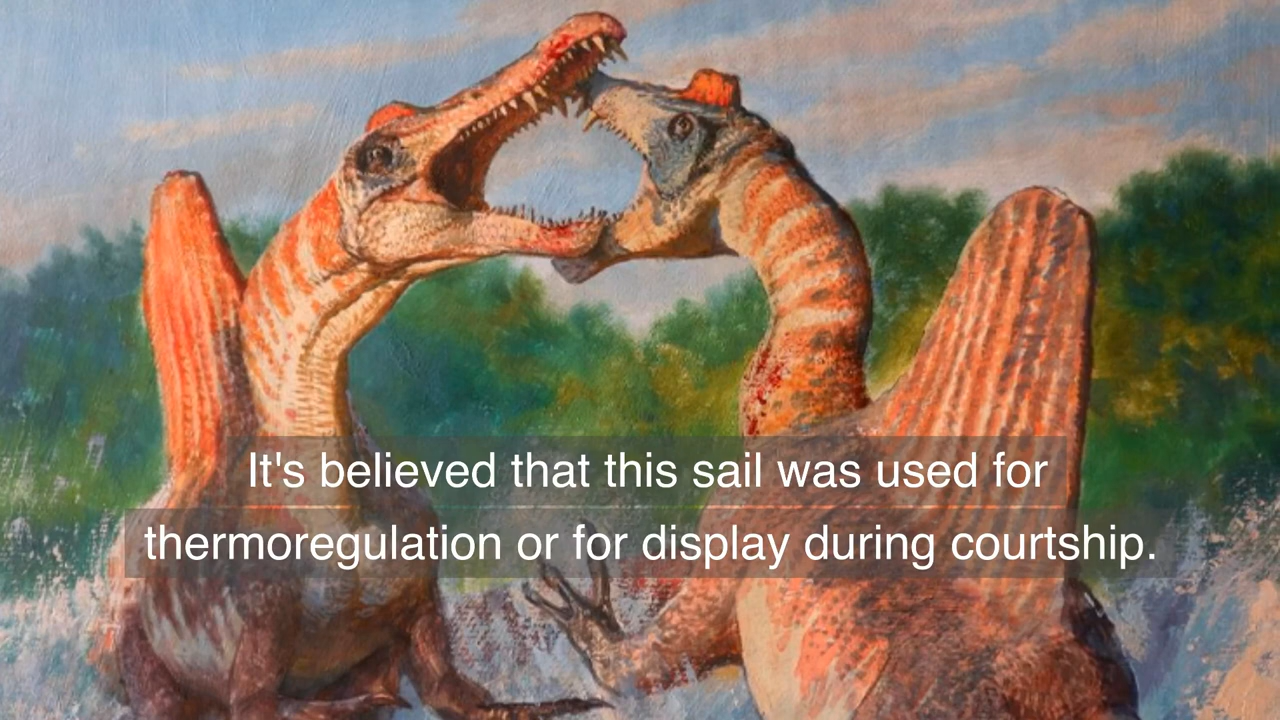 It's believed that this sail was used for
thermoregulation or for display during courtship.